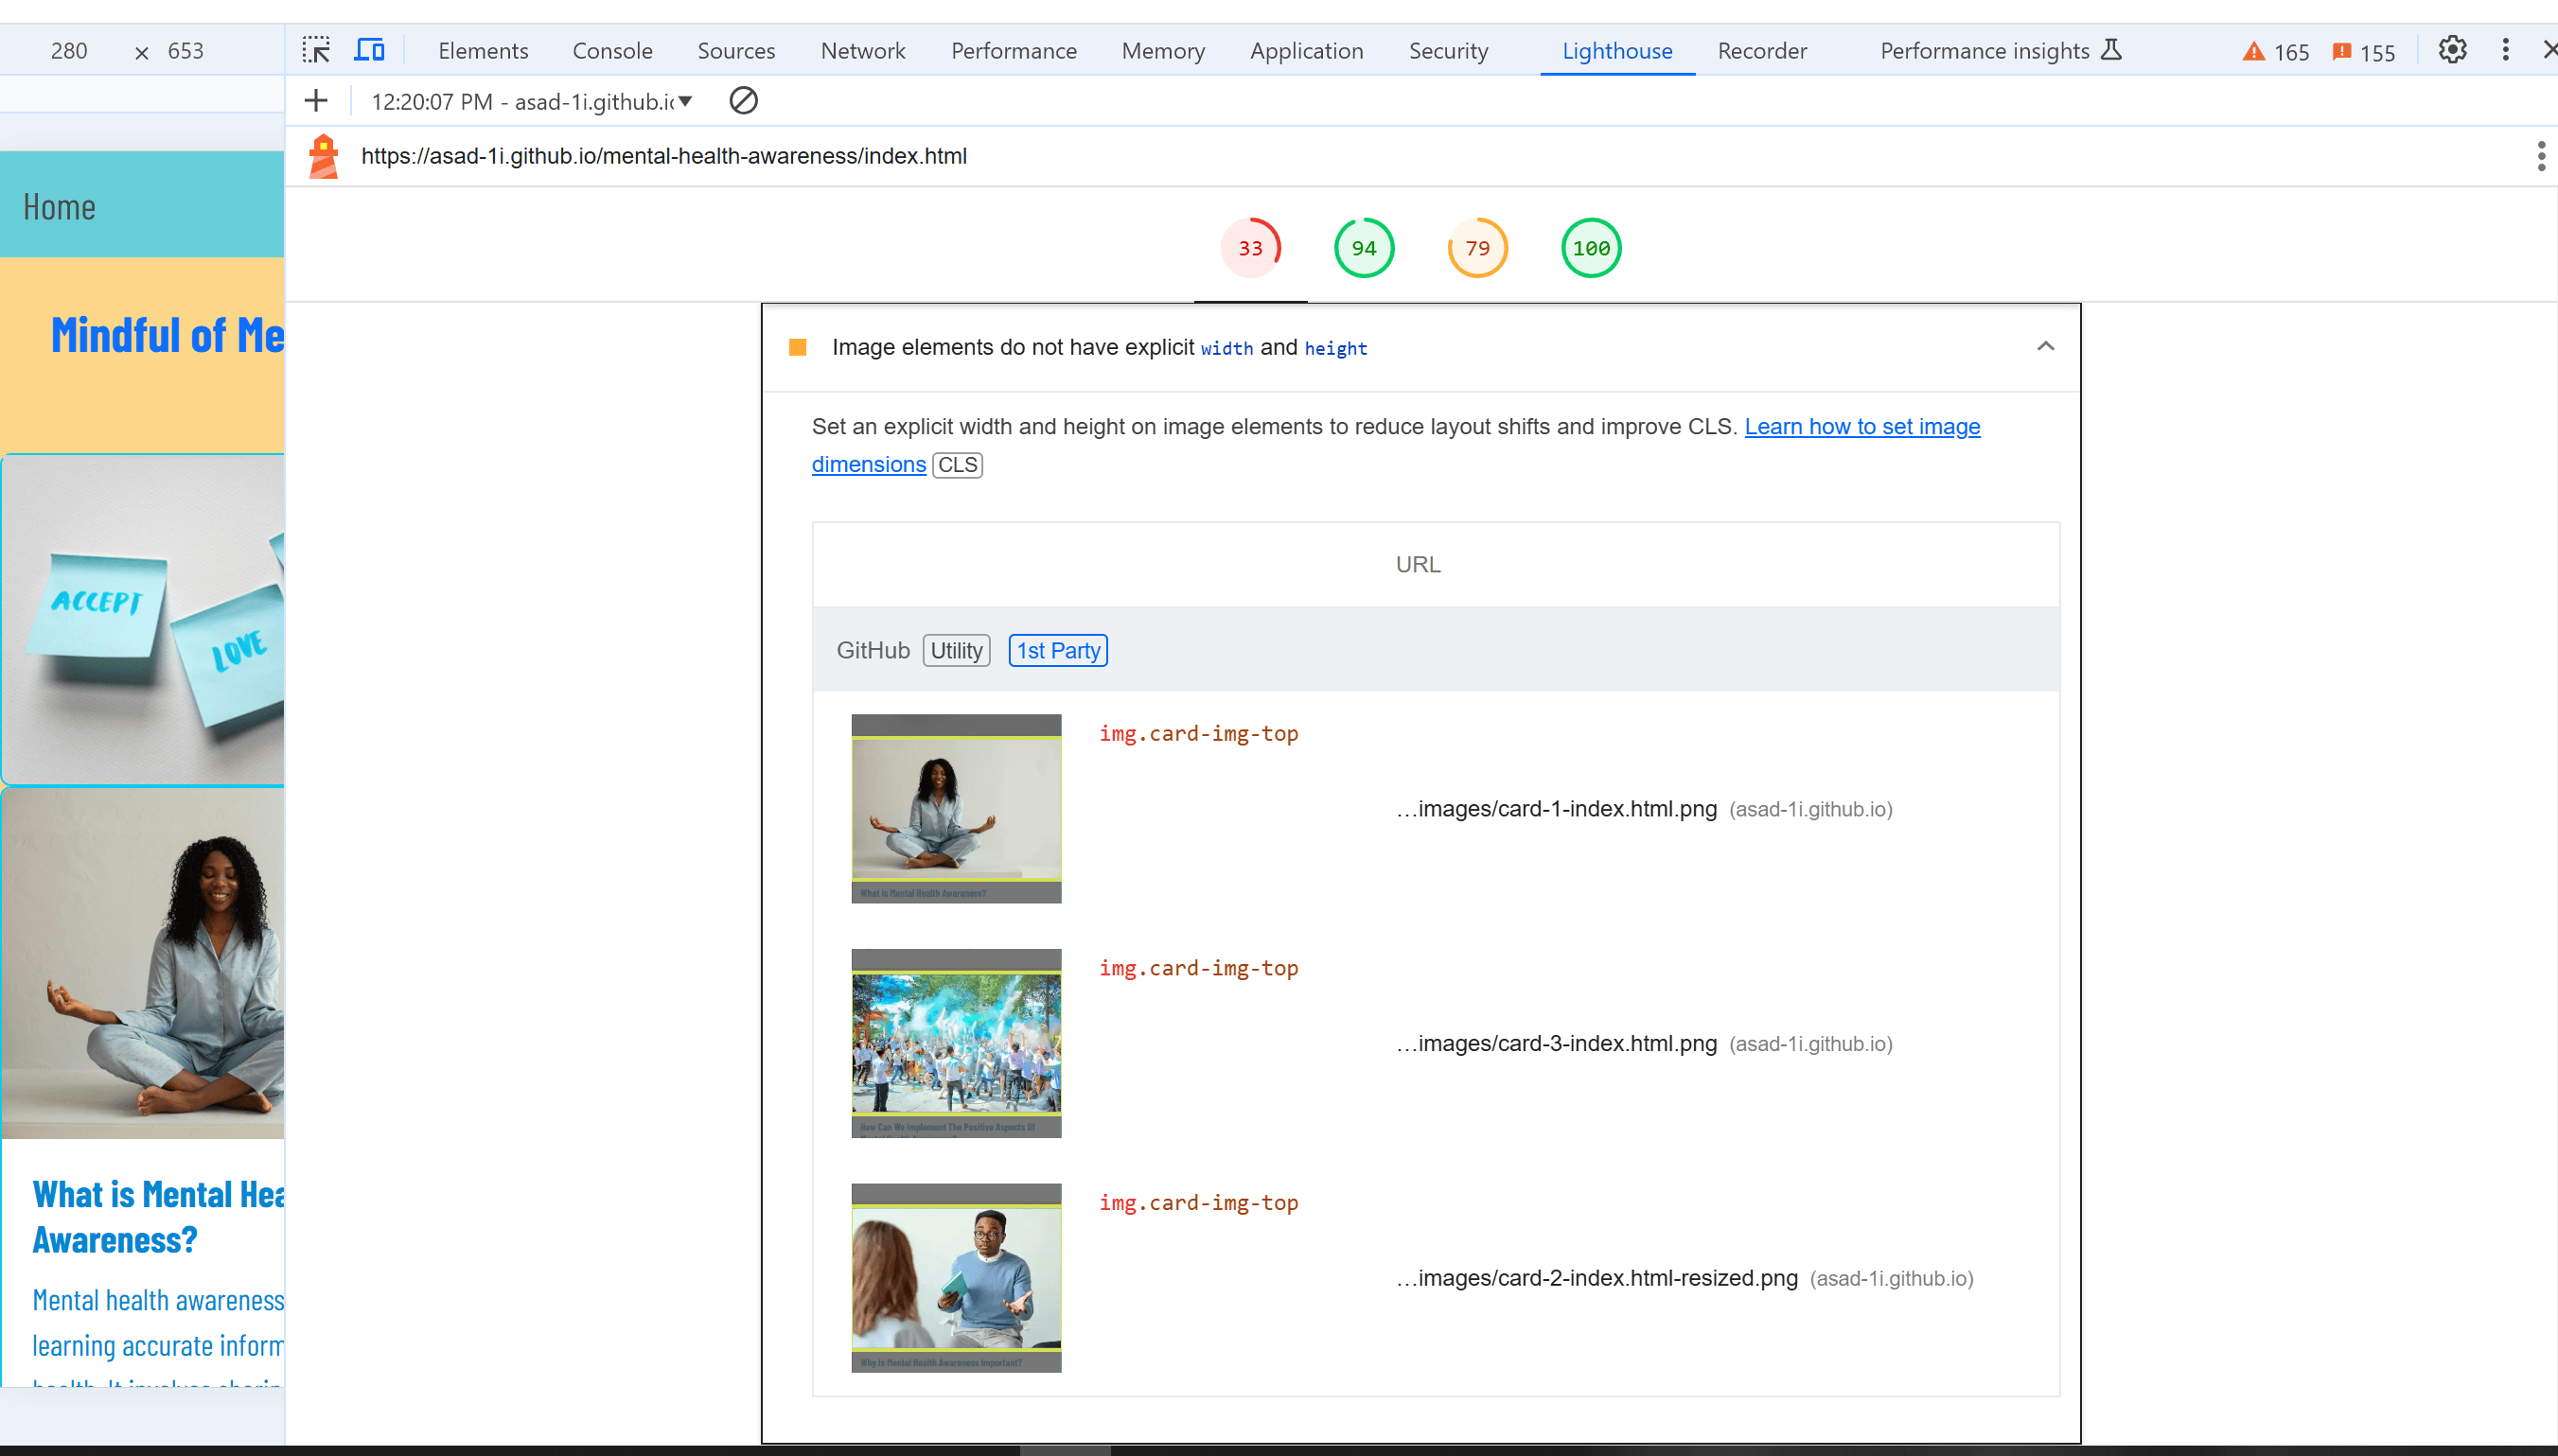 280 × 653 Elements Console Sources Network Performance Memory Application Security Lighthouse Recorder Performance insights 165 155
12:20:07 PM - asad-1i.github.i
https://asad-1i.github.io/mental-health-awareness/index.html
33 94 79 100
Home
Mindful of Me
ACCEPT
LOVE
What is Mental Hea
Awareness?
Mental health awareness
learning accurate inform
Image elements do not have explicit width and height
Set an explicit width and height on image elements to reduce layout shifts and improve CLS. Learn how to set image
dimensions CLS
URL
GitHub Utility 1st Party
img.card-img-top
…images/card-1-index.html.png (asad-1i.github.io)
What Is Mental Health Awareness?
img.card-img-top
…images/card-3-index.html.png (asad-1i.github.io)
How Can We Implement The Positive Aspects Of
img.card-img-top
…images/card-2-index.html-resized.png (asad-1i.github.io)
Why Is Mental Health Awareness Important?